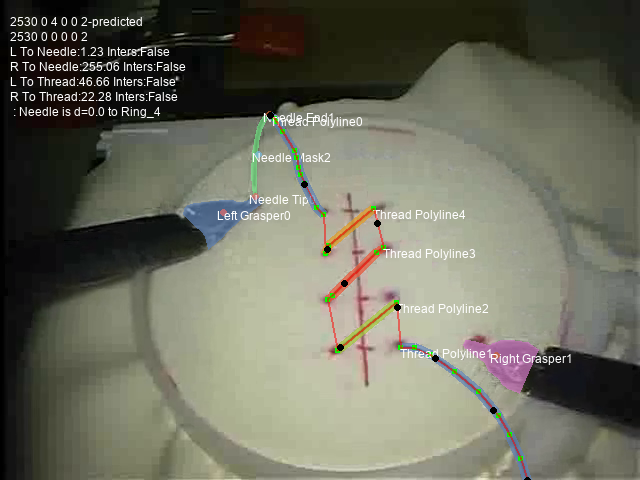 2530 0 4 0 0 2-predicted
2530 0 0 0 0 2
L To Needle:1.23 Inters:False
R To Needle:255.06 Inters:False
L To Thread:46.66 Inters:False
R To Thread:22.28 Inters:False
: Needle is d=0.0 to Ring_4
Needle End1
Thread Polyline0
Needle Mask2
Needle Tip
Left Grasper0
Thread Polyline4
Thread Polyline3
Thread Polyline2
Thread Polyline1
Right Grasper1